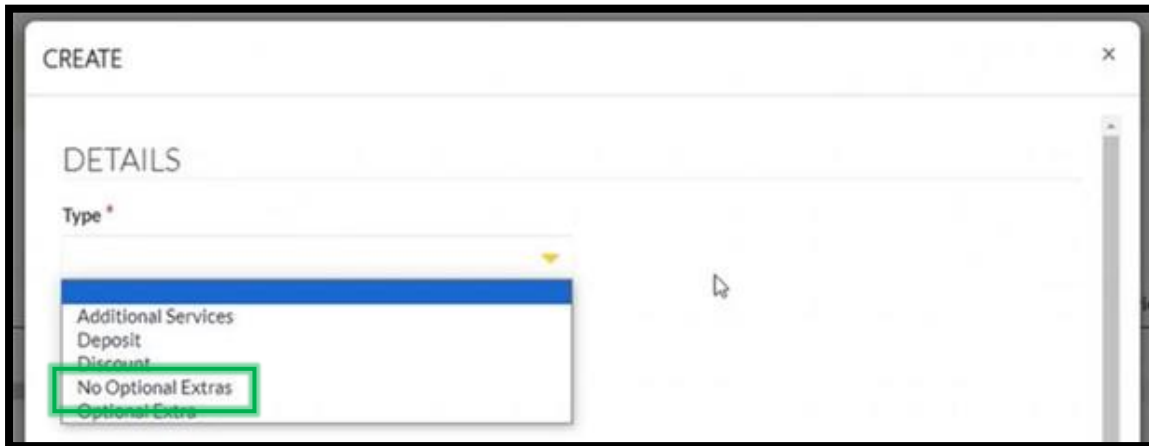 CREATE
×
DETAILS
Type *
Additional Services
Deposit
Discount
No Optional Extras
Optional Extra